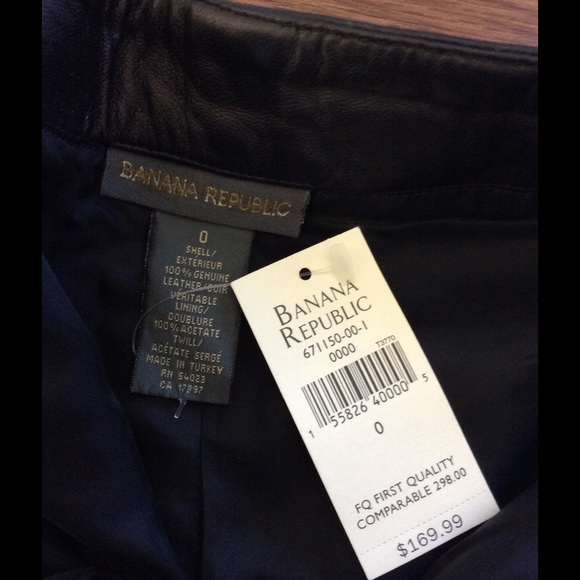 BANANA REPUBLIC
0
SHELL/
EXTERIEUR
100% GENUINE
LEATHER/CUIR
VERITABLE
LINING/
DOUBLURE
100% ACETATE
TWILL/
ACÉTATE SERGÉ
MADE IN TURKEY
RN 54023
CA 17897
BANANA
REPUBLIC
671150-00-1
0000
T3770
1 55826 40000 5
0
FQ FIRST QUALITY
COMPARABLE 298.00
$169.99